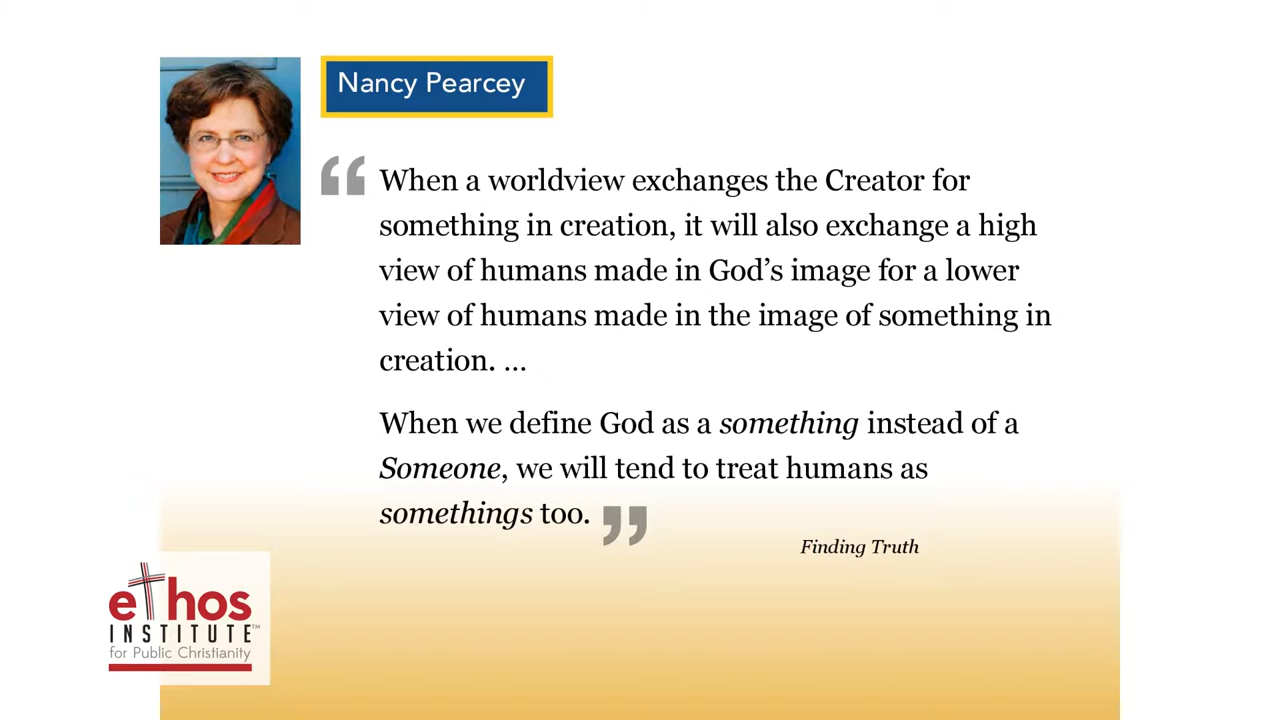 Nancy Pearcey
“ When a worldview exchanges the Creator for
something in creation, it will also exchange a high
view of humans made in God’s image for a lower
view of humans made in the image of something in
creation. ...
When we define God as a something instead of a
Someone, we will tend to treat humans as
somethings too. ”
Finding Truth
ethos
INSTITUTE™
for Public Christianity